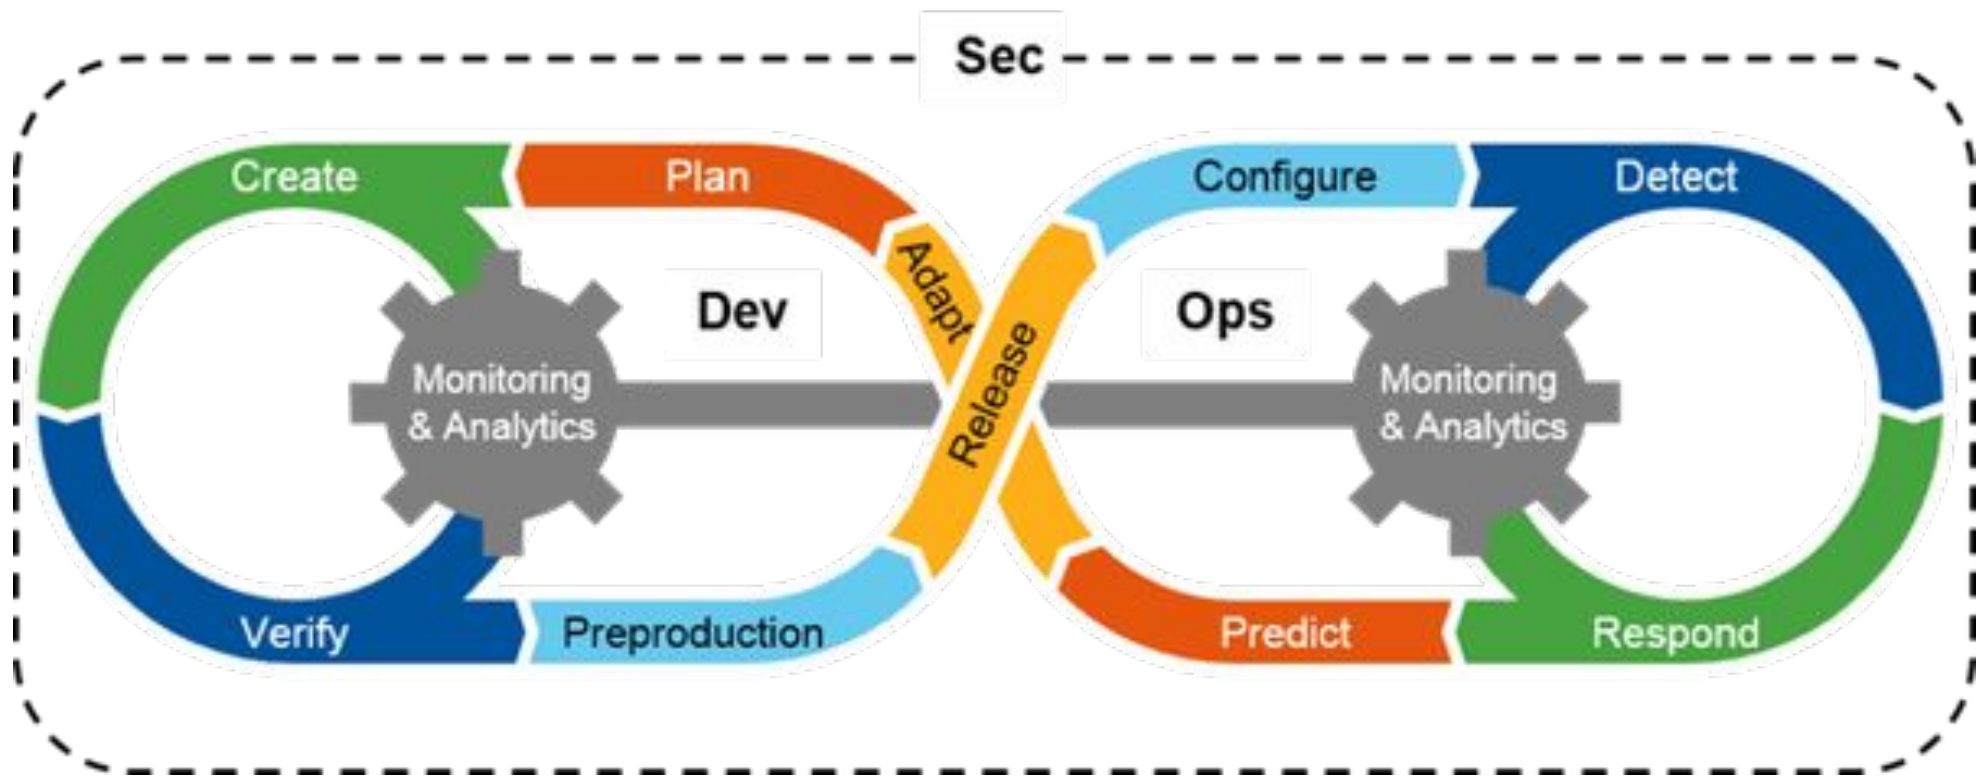 Sec
Create
Plan
Configure
Detect
Adapt
Dev
Ops
Release
Monitoring
& Analytics
Monitoring
& Analytics
Verify
Preproduction
Predict
Respond